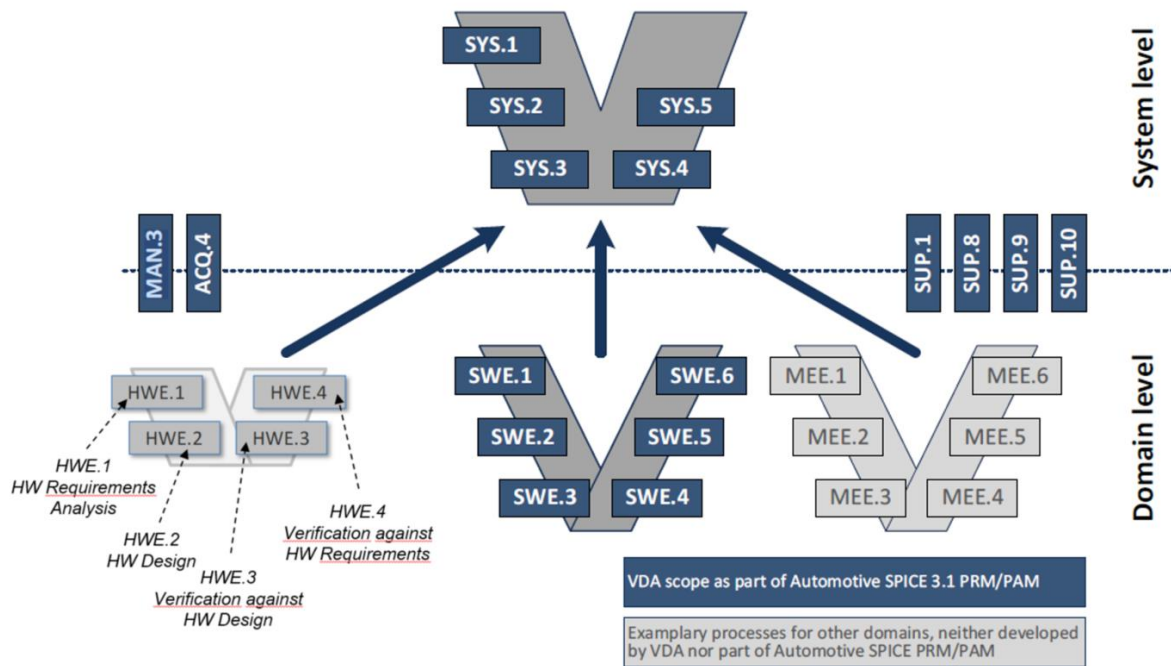 SYS.1
SYS.2
SYS.5
SYS.3
SYS.4
System level
MAN.3
ACQ.4
SUP.1
SUP.8
SUP.9
SUP.10
HWE.1
HWE.4
HWE.2
HWE.3
HWE.1
HW Requirements
Analysis
HWE.2
HW Design
HWE.3
Verification against
HW Design
HWE.4
Verification against
HW Requirements
SWE.1
SWE.6
SWE.2
SWE.5
SWE.3
SWE.4
MEE.1
MEE.6
MEE.2
MEE.5
MEE.3
MEE.4
Domain level
VDA scope as part of Automotive SPICE 3.1 PRM/PAM
Examplary processes for other domains, neither developed
by VDA nor part of Automotive SPICE PRM/PAM